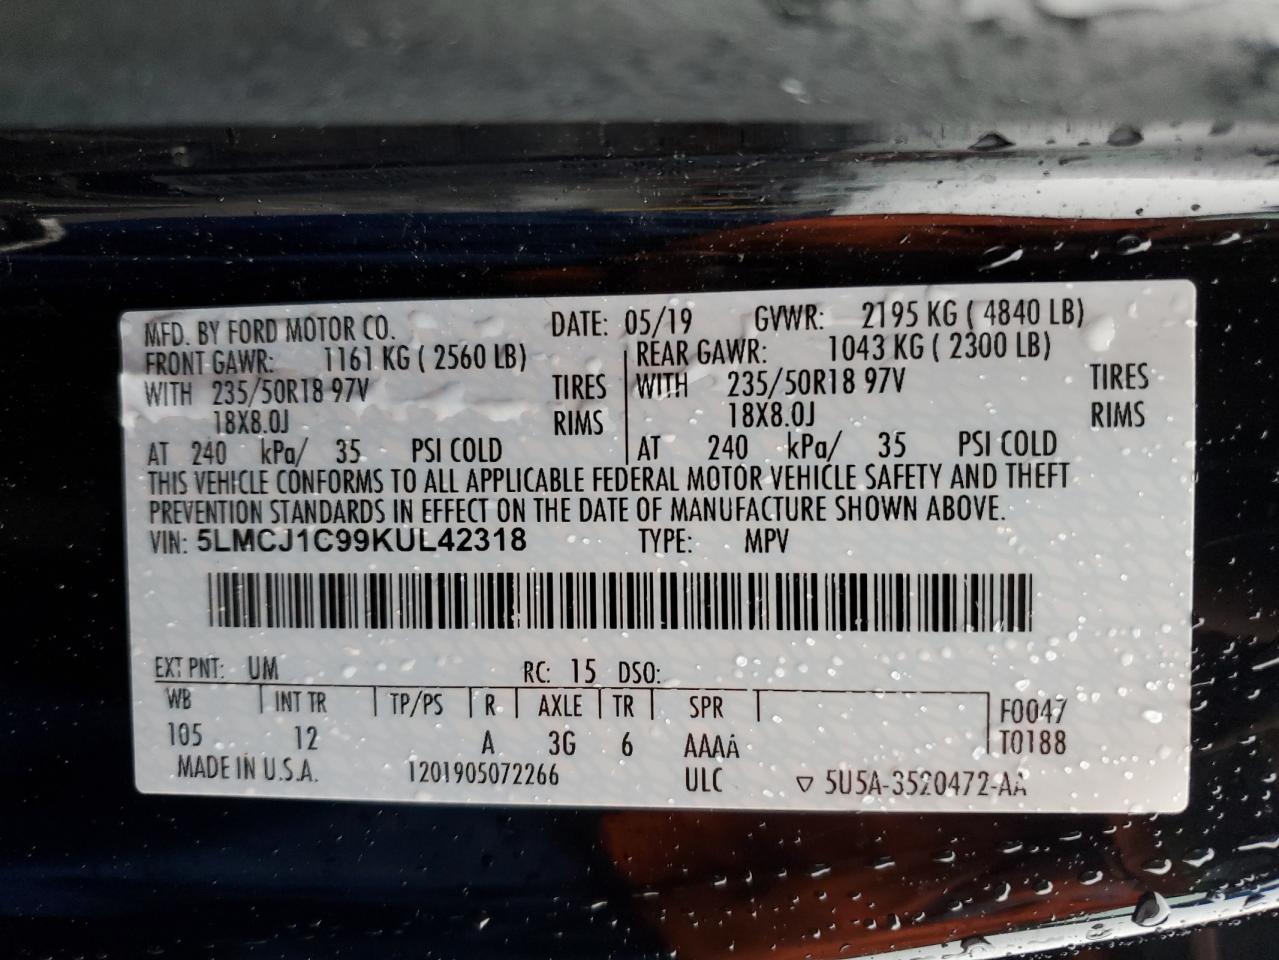 MFD. BY FORD MOTOR CO. DATE: 05/19 GVWR: 2195 KG ( 4840 LB)
FRONT GAWR: 1161 KG ( 2560 LB) REAR GAWR: 1043 KG ( 2300 LB)
WITH 235/50R18 97V TIRES WITH 235/50R18 97V TIRES
18X8.0J RIMS 18X8.0J RIMS
AT 240 kPa/ 35 PSI COLD AT 240 kPa/ 35 PSI COLD
THIS VEHICLE CONFORMS TO ALL APPLICABLE FEDERAL MOTOR VEHICLE SAFETY AND THEFT
PREVENTION STANDARDS IN EFFECT ON THE DATE OF MANUFACTURE SHOWN ABOVE.
VIN: 5LMCJ1C99KUL42318 TYPE: MPV
EXT PNT: UM RC: 15 DSO:
WB INT TR TP/PS R AXLE TR SPR F0047
105 12 A 3G 6 AAAA T0188
MADE IN U.S.A. 1201905072266 ULC ▽ 5U5A-3520472-AA